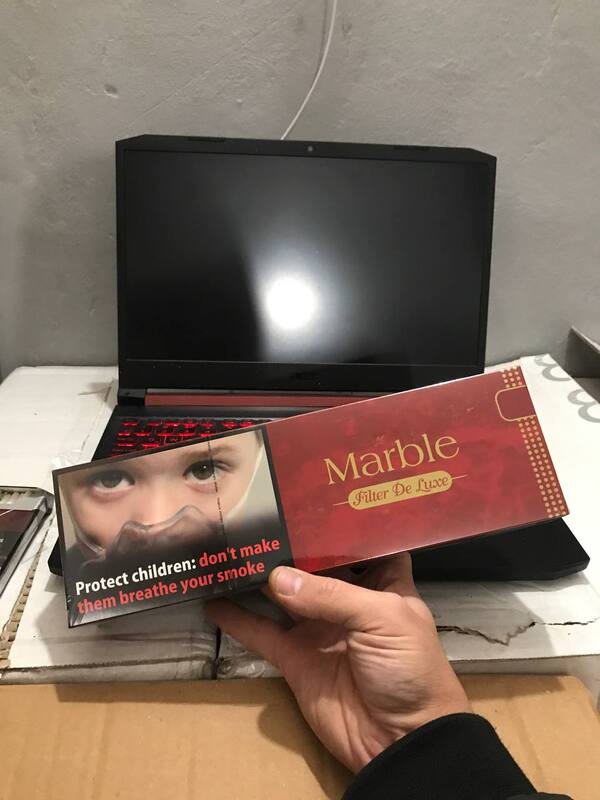 Marble
Filter De Luxe
Protect children: don't make
them breathe your smoke